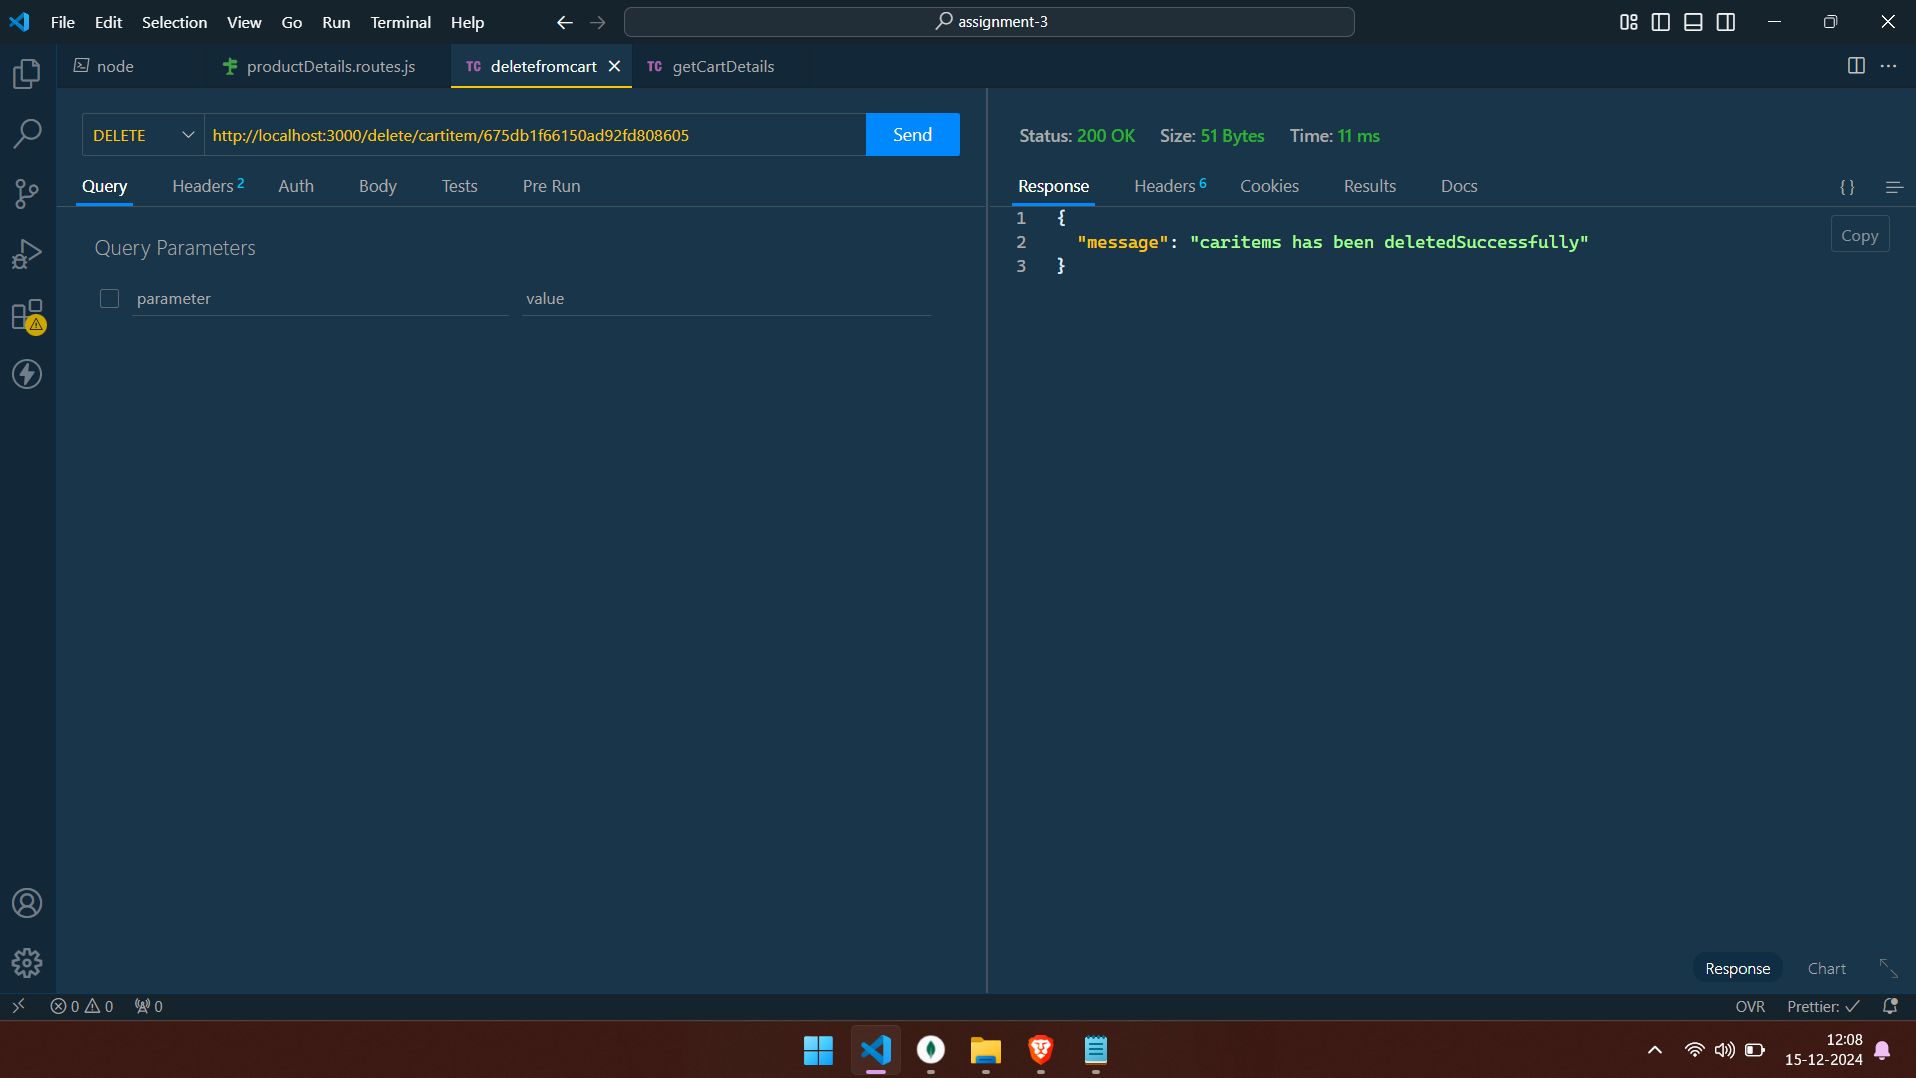 File Edit Selection View Go Run Terminal Help
assignment-3
node
productDetails.routes.js
TC deletefromcart
TC getCartDetails
DELETE
http://localhost:3000/delete/cartitem/675db1f66150ad92fd808605
Send
Status: 200 OK Size: 51 Bytes Time: 11 ms
Query Headers 2 Auth Body Tests Pre Run
Response Headers 6 Cookies Results Docs
{ }
Query Parameters
parameter value
1 {
2 "message": "caritems has been deletedSuccessfully"
3 }
Copy
Response Chart
0 0 0
OVR Prettier:
12:08
15-12-2024